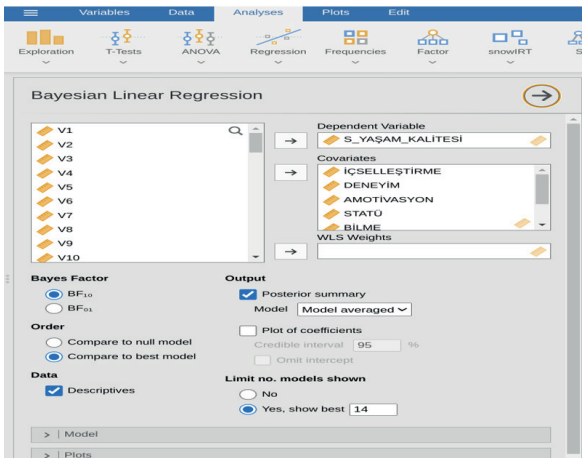 Variables Data Analyses Plots Edit
Exploration T-Tests ANOVA Regression Frequencies Factor snowIRT S
Bayesian Linear Regression
V1
V2
V3
V4
V5
V6
V7
V8
V9
V10
Dependent Variable
S_YAŞAM_KALİTESİ
Covariates
İÇSELLEŞTİRME
DENEYİM
AMOTİVASYON
STATÜ
BİLME
WLS Weights
Bayes Factor
BF₁₀
BF₀₁
Order
Compare to null model
Compare to best model
Data
Descriptives
Output
Posterior summary
Model Model averaged
Plot of coefficients
Credible interval 95 %
Omit intercept
Limit no. models shown
No
Yes, show best 14
> | Model
> | Plots